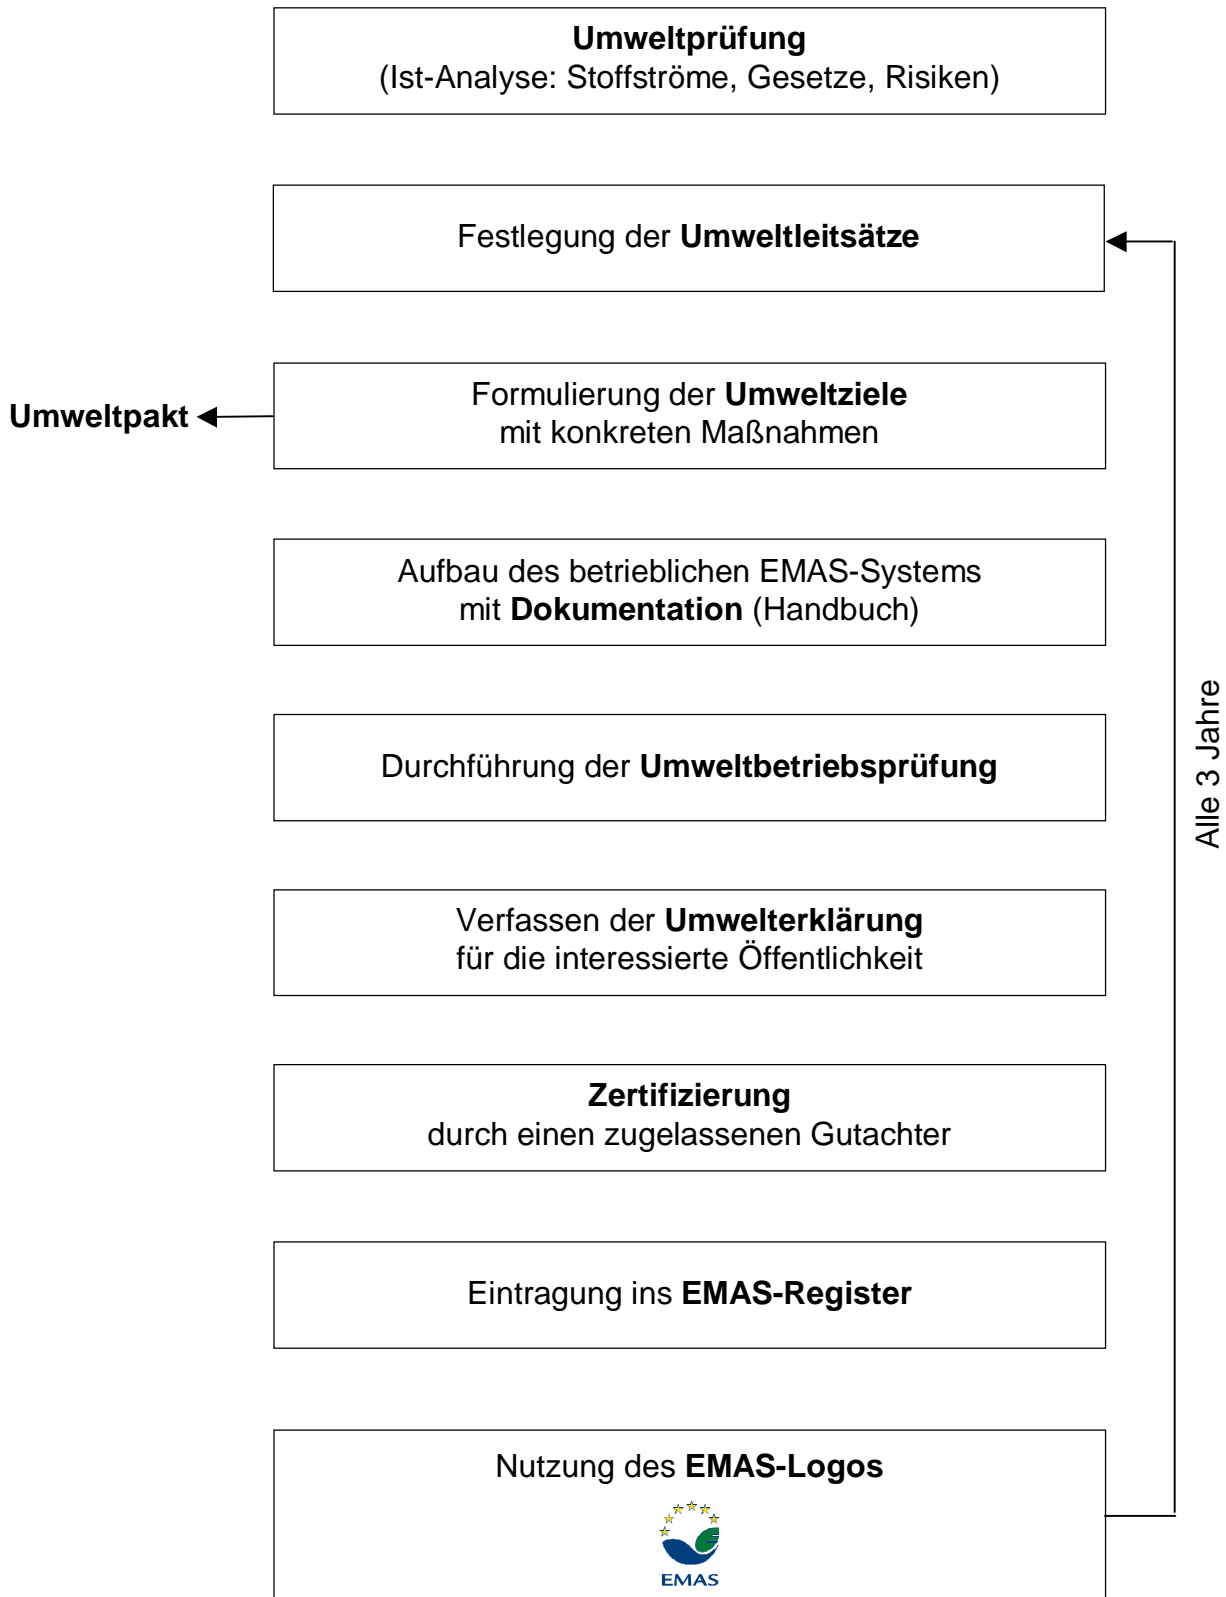 Umweltprüfung
(Ist-Analyse: Stoffströme, Gesetze, Risiken)
Festlegung der Umweltleitsätze
Umweltpakt
Formulierung der Umweltziele
mit konkreten Maßnahmen
Aufbau des betrieblichen EMAS-Systems
mit Dokumentation (Handbuch)
Durchführung der Umweltbetriebsprüfung
Alle 3 Jahre
Verfassen der Umwelterklärung
für die interessierte Öffentlichkeit
Zertifizierung
durch einen zugelassenen Gutachter
Eintragung ins EMAS-Register
Nutzung des EMAS-Logos
EMAS